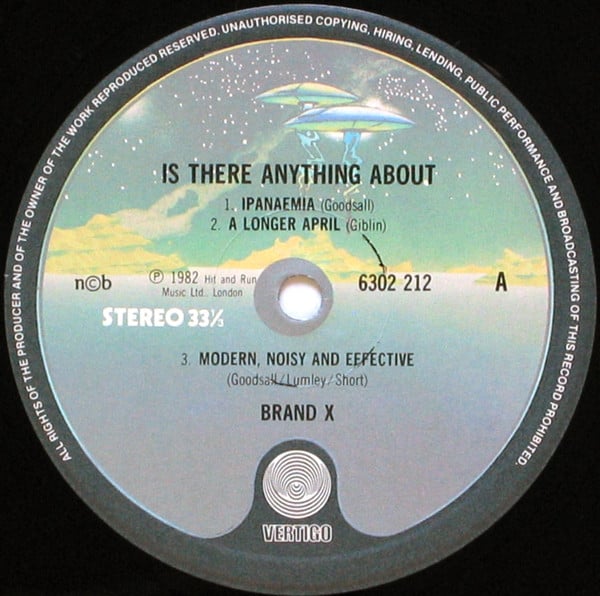 ALL RIGHTS OF THE PRODUCER AND OF THE OWNER OF THE WORK REPRODUCED RESERVED. UNAUTHORISED COPYING, HIRING, LENDING, PUBLIC PERFORMANCE AND BROADCASTING OF THIS RECORD PROHIBITED.
IS THERE ANYTHING ABOUT
1. IPANAEMIA (Goodsall)
2. A LONGER APRIL (Giblin)
n©b ℗ 1982 Hit and Run 6302 212 A
Music Ltd., London
STEREO 33⅓
3. MODERN, NOISY AND EFFECTIVE
(Goodsall/Lumley/Short)
BRAND X
VERTIGO